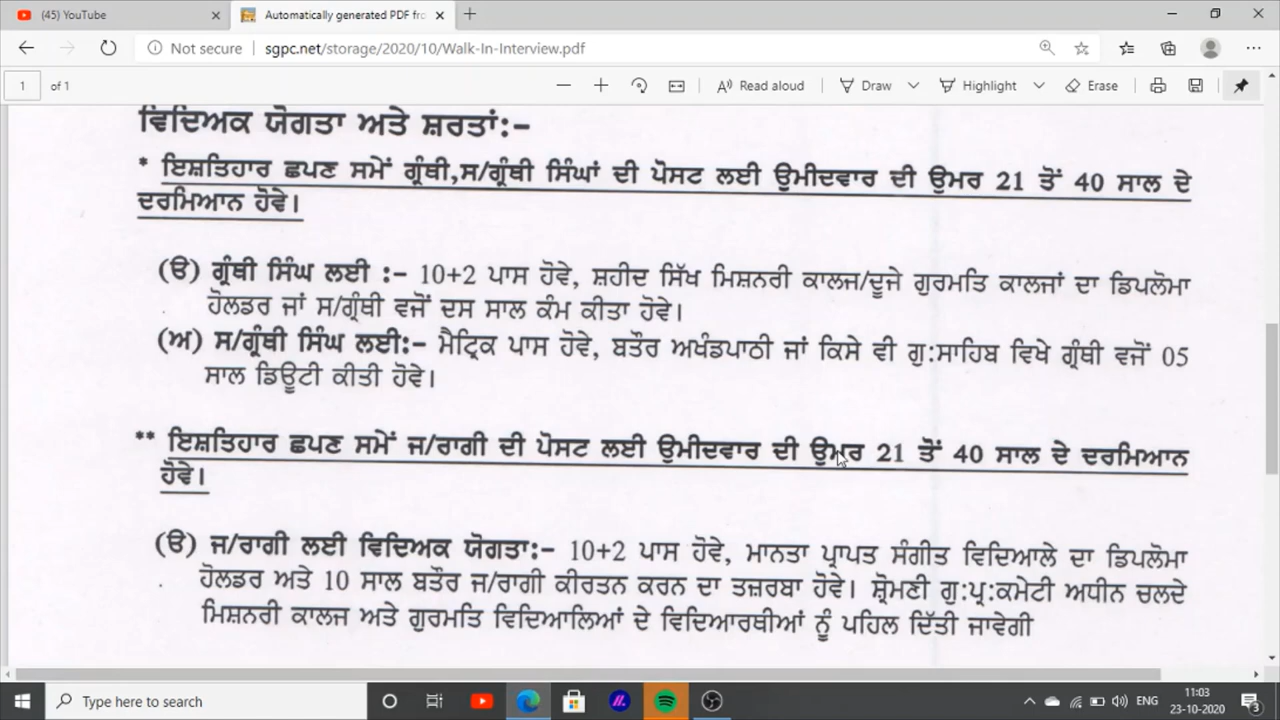 (45) YouTube
Automatically generated PDF fro
Not secure
sgpc.net/storage/2020/10/Walk-In-Interview.pdf
1 of 1
Read aloud
Draw
Highlight
Erase
ਵਿਦਿਅਕ ਯੋਗਤਾ ਅਤੇ ਸ਼ਰਤਾਂ:-
* ਇਸ਼ਤਿਹਾਰ ਛਪਣ ਸਮੇਂ ਗ੍ਰੰਥੀ,ਸ/ਗ੍ਰੰਥੀ ਸਿੰਘਾਂ ਦੀ ਪੋਸਟ ਲਈ ਉਮੀਦਵਾਰ ਦੀ ਉਮਰ 21 ਤੋਂ 40 ਸਾਲ ਦੇ
ਦਰਮਿਆਨ ਹੋਵੇ।
(ੳ) ਗ੍ਰੰਥੀ ਸਿੰਘ ਲਈ :- 10+2 ਪਾਸ ਹੋਵੇ, ਸ਼ਹੀਦ ਸਿੱਖ ਮਿਸ਼ਨਰੀ ਕਾਲਜ/ਦੂਜੇ ਗੁਰਮਤਿ ਕਾਲਜਾਂ ਦਾ ਡਿਪਲੋਮਾ
ਹੋਲਡਰ ਜਾਂ ਸ/ਗ੍ਰੰਥੀ ਵਜੋਂ ਦਸ ਸਾਲ ਕੰਮ ਕੀਤਾ ਹੋਵੇ।
(ਅ) ਸ/ਗ੍ਰੰਥੀ ਸਿੰਘ ਲਈ:- ਮੈਟ੍ਰਿਕ ਪਾਸ ਹੋਵੇ, ਬਤੌਰ ਅਖੰਡਪਾਠੀ ਜਾਂ ਕਿਸੇ ਵੀ ਗੁ:ਸਾਹਿਬ ਵਿਖੇ ਗ੍ਰੰਥੀ ਵਜੋਂ 05
ਸਾਲ ਡਿਊਟੀ ਕੀਤੀ ਹੋਵੇ।
** ਇਸ਼ਤਿਹਾਰ ਛਪਣ ਸਮੇਂ ਜ/ਰਾਗੀ ਦੀ ਪੋਸਟ ਲਈ ਉਮੀਦਵਾਰ ਦੀ ਉਮਰ 21 ਤੋਂ 40 ਸਾਲ ਦੇ ਦਰਮਿਆਨ
ਹੋਵੇ।
(ੳ) ਜ/ਰਾਗੀ ਲਈ ਵਿਦਿਅਕ ਯੋਗਤਾ:- 10+2 ਪਾਸ ਹੋਵੇ, ਮਾਨਤਾ ਪ੍ਰਾਪਤ ਸੰਗੀਤ ਵਿਦਿਆਲੇ ਦਾ ਡਿਪਲੋਮਾ
ਹੋਲਡਰ ਅਤੇ 10 ਸਾਲ ਬਤੌਰ ਜ/ਰਾਗੀ ਕੀਰਤਨ ਕਰਨ ਦਾ ਤਜ਼ਰਬਾ ਹੋਵੇ। ਸ਼੍ਰੋਮਣੀ ਗੁ:ਪ੍ਰ:ਕਮੇਟੀ ਅਧੀਨ ਚਲਦੇ
ਮਿਸ਼ਨਰੀ ਕਾਲਜ ਅਤੇ ਗੁਰਮਤਿ ਵਿਦਿਆਲਿਆਂ ਦੇ ਵਿਦਿਆਰਥੀਆਂ ਨੂੰ ਪਹਿਲ ਦਿੱਤੀ ਜਾਵੇਗੀ
Type here to search
ENG
11:03
23-10-2020
3